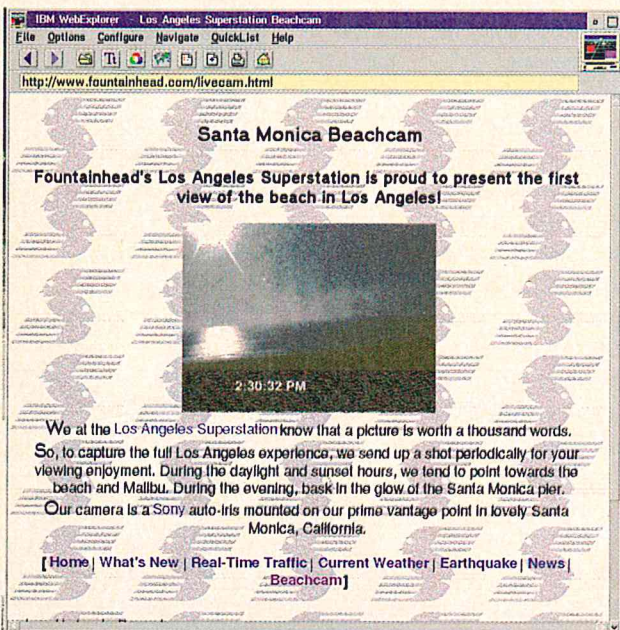 IBM WebExplorer - Los Angeles Superstation Beachcam
File Options Configure Navigate QuickList Help
http://www.fountainhead.com/livecam.html
Santa Monica Beachcam
Fountainhead's Los Angeles Superstation is proud to present the first
view of the beach in Los Angeles!
2:30:32 PM
We at the Los Angeles Superstation know that a picture is worth a thousand words.
So, to capture the full Los Angeles experience, we send up a shot periodically for your
viewing enjoyment. During the daylight and sunset hours, we tend to point towards the
beach and Malibu. During the evening, bask in the glow of the Santa Monica pier.
Our camera is a Sony auto-iris mounted on our prime vantage point in lovely Santa
Monica, California.
[Home | What's New | Real-Time Traffic | Current Weather | Earthquake | News |
Beachcam]